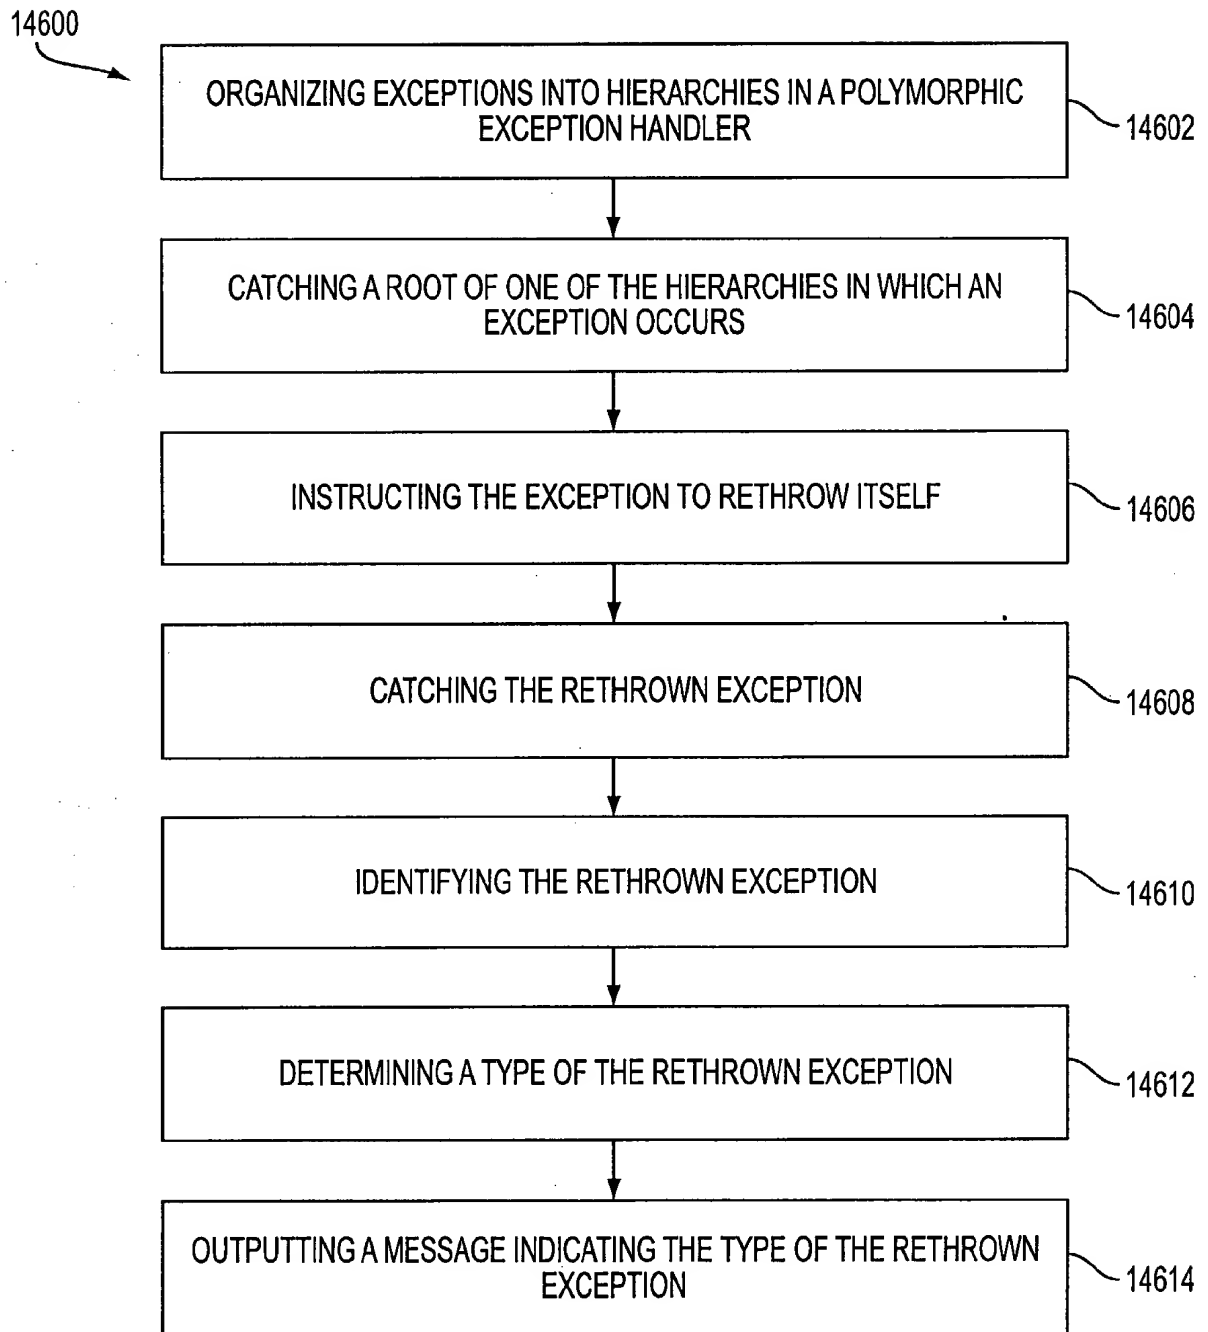 14600
ORGANIZING EXCEPTIONS INTO HIERARCHIES IN A POLYMORPHIC
EXCEPTION HANDLER
14602
CATCHING A ROOT OF ONE OF THE HIERARCHIES IN WHICH AN
EXCEPTION OCCURS
14604
INSTRUCTING THE EXCEPTION TO RETHROW ITSELF
14606
CATCHING THE RETHROWN EXCEPTION
14608
IDENTIFYING THE RETHROWN EXCEPTION
14610
DETERMINING A TYPE OF THE RETHROWN EXCEPTION
14612
OUTPUTTING A MESSAGE INDICATING THE TYPE OF THE RETHROWN
EXCEPTION
14614